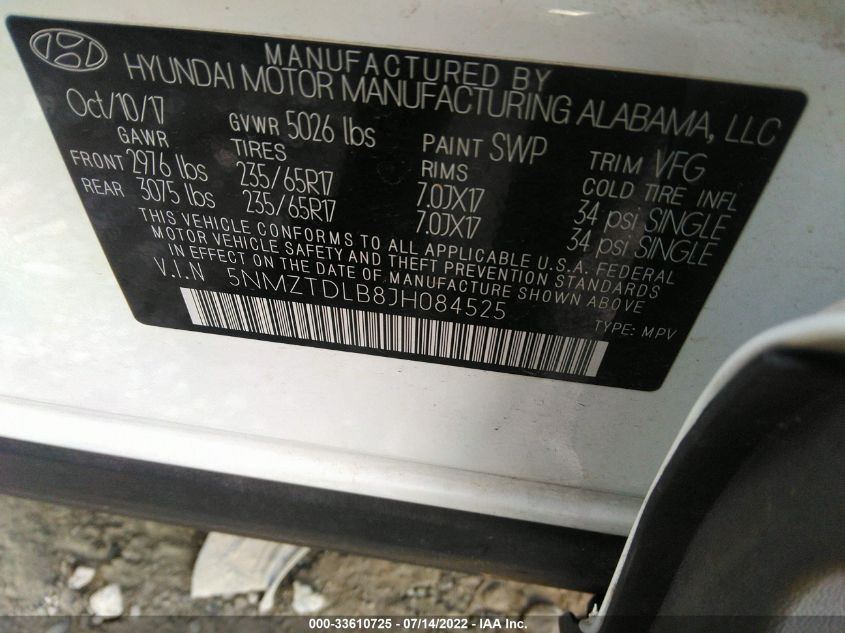 MANUFACTURED BY
HYUNDAI MOTOR MANUFACTURING ALABAMA, LLC
Oct/10/17 GVWR 5026 lbs PAINT SWP TRIM VFG
GAWR TIRES RIMS COLD TIRE INFL
FRONT 2976 lbs 235/65R17 7.0JX17 34 psi SINGLE
REAR 3075 lbs 235/65R17 7.0JX17 34 psi SINGLE
THIS VEHICLE CONFORMS TO ALL APPLICABLE U.S.A. FEDERAL
MOTOR VEHICLE SAFETY AND THEFT PREVENTION STANDARDS
IN EFFECT ON THE DATE OF MANUFACTURE SHOWN ABOVE
V.I.N 5NMZTDLB8JH084525
TYPE: MPV
000-33610725 - 07/14/2022 - IAA Inc.